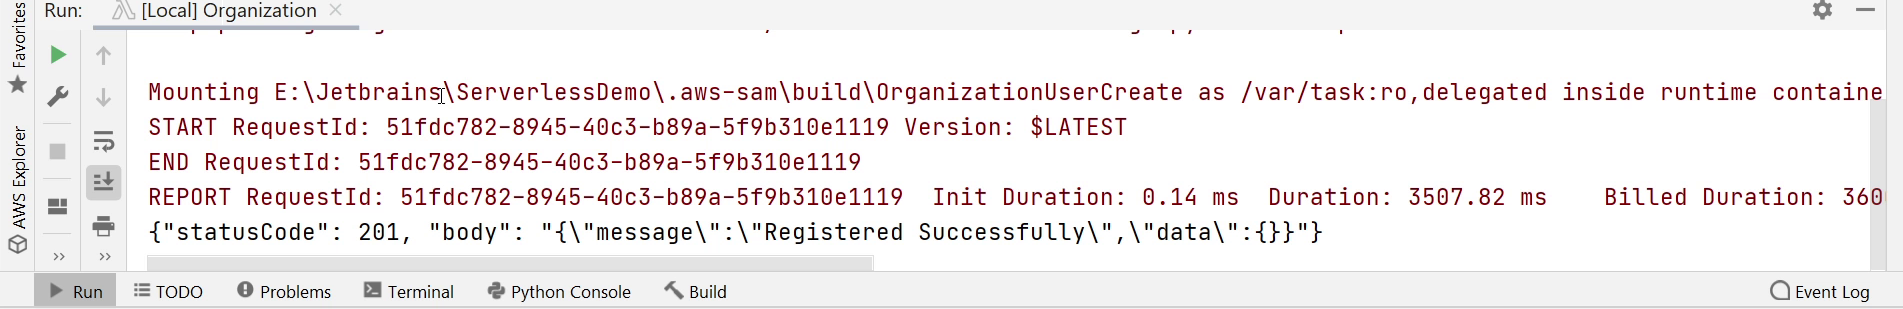 Run: [Local] Organization
Favorites
AWS Explorer
Mounting E:\Jetbrains\ServerlessDemo\.aws-sam\build\OrganizationUserCreate as /var/task:ro,delegated inside runtime containe
START RequestId: 51fdc782-8945-40c3-b89a-5f9b310e1119 Version: $LATEST
END RequestId: 51fdc782-8945-40c3-b89a-5f9b310e1119
REPORT RequestId: 51fdc782-8945-40c3-b89a-5f9b310e1119  Init Duration: 0.14 ms  Duration: 3507.82 ms    Billed Duration: 360
{"statusCode": 201, "body": "{\"message\":\"Registered Successfully\",\"data\":{}}"}
Run TODO Problems Terminal Python Console Build Event Log